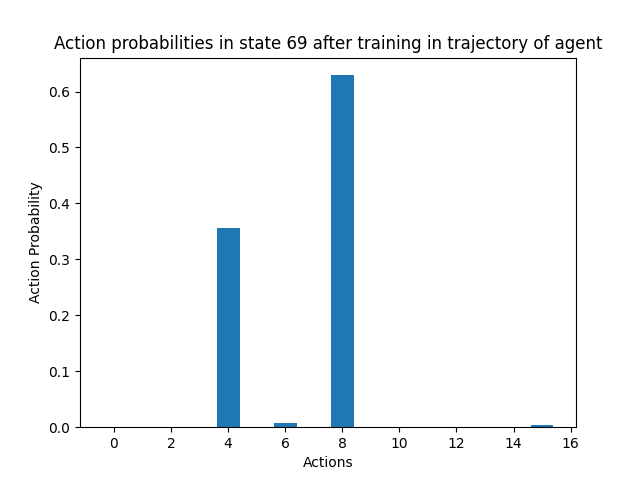 Action probabilities in state 69 after training in trajectory of agent
0.6
0.5
0.4
0.3
0.2
0.1
0.0
Action Probability
0 2 4 6 8 10 12 14 16
Actions